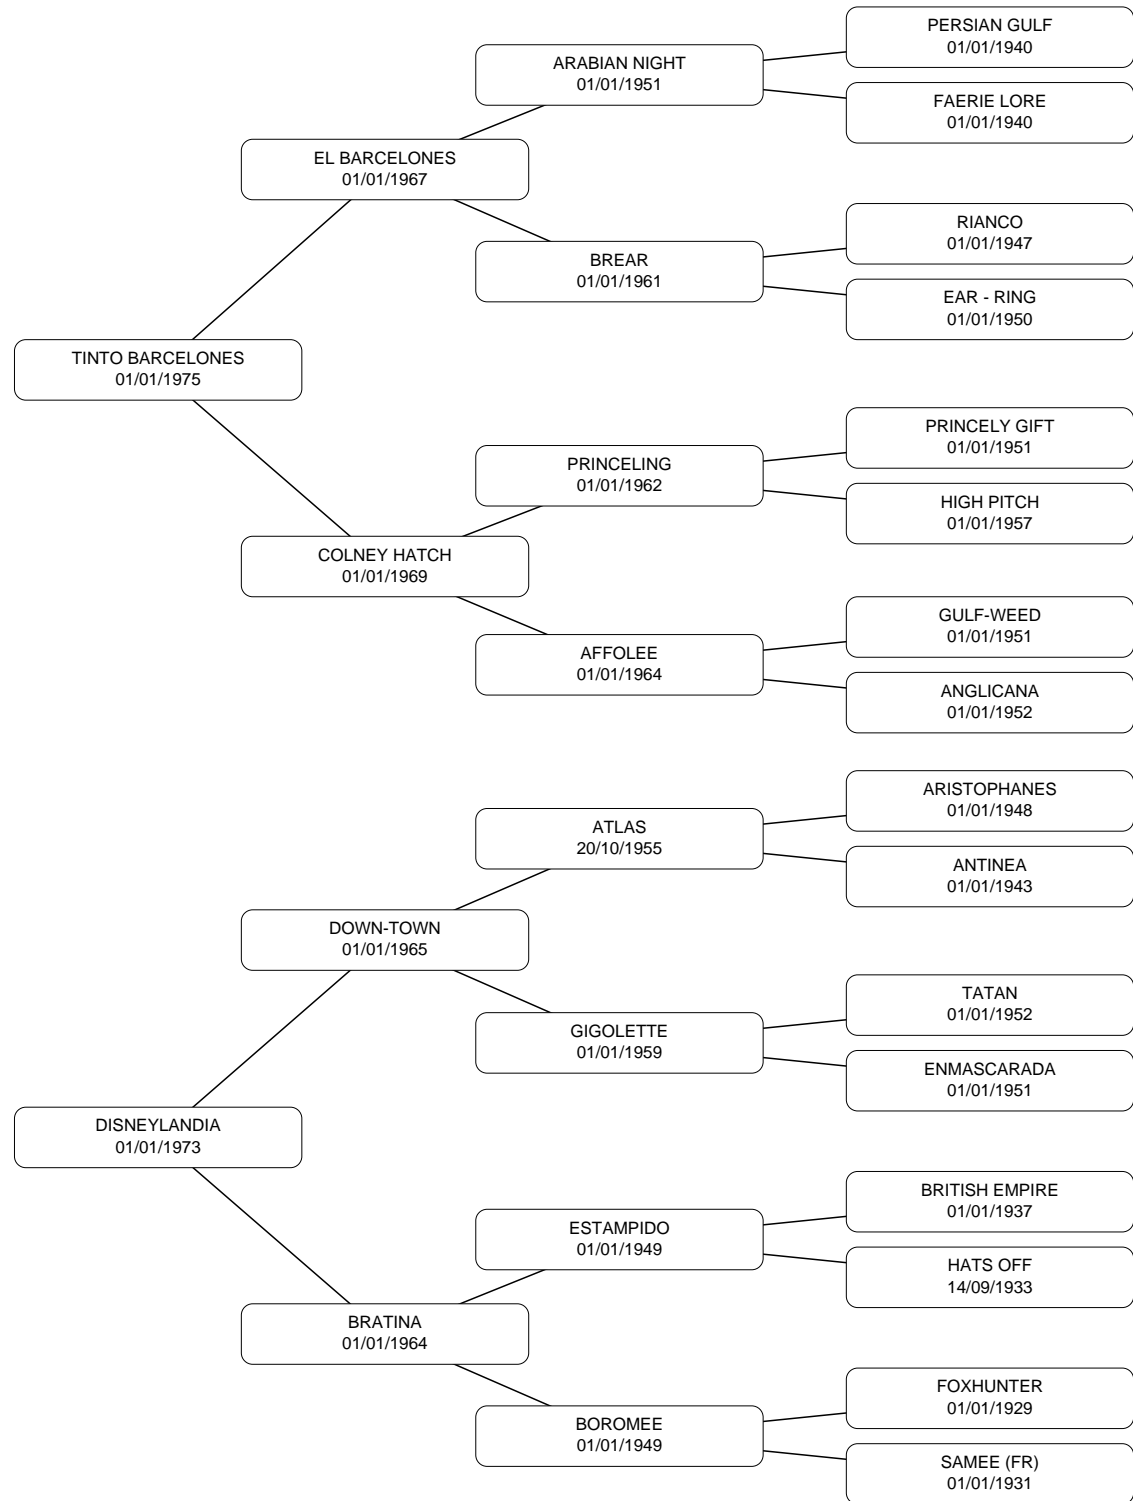 PERSIAN GULF
01/01/1940
ARABIAN NIGHT
01/01/1951
FAERIE LORE
01/01/1940
EL BARCELONES
01/01/1967
RIANCO
01/01/1947
BREAR
01/01/1961
EAR - RING
01/01/1950
TINTO BARCELONES
01/01/1975
PRINCELY GIFT
01/01/1951
PRINCELING
01/01/1962
HIGH PITCH
01/01/1957
COLNEY HATCH
01/01/1969
GULF-WEED
01/01/1951
AFFOLEE
01/01/1964
ANGLICANA
01/01/1952
ARISTOPHANES
01/01/1948
ATLAS
20/10/1955
ANTINEA
01/01/1943
DOWN-TOWN
01/01/1965
TATAN
01/01/1952
GIGOLETTE
01/01/1959
ENMASCARADA
01/01/1951
DISNEYLANDIA
01/01/1973
BRITISH EMPIRE
01/01/1937
ESTAMPIDO
01/01/1949
HATS OFF
14/09/1933
BRATINA
01/01/1964
FOXHUNTER
01/01/1929
BOROMEE
01/01/1949
SAMEE (FR)
01/01/1931